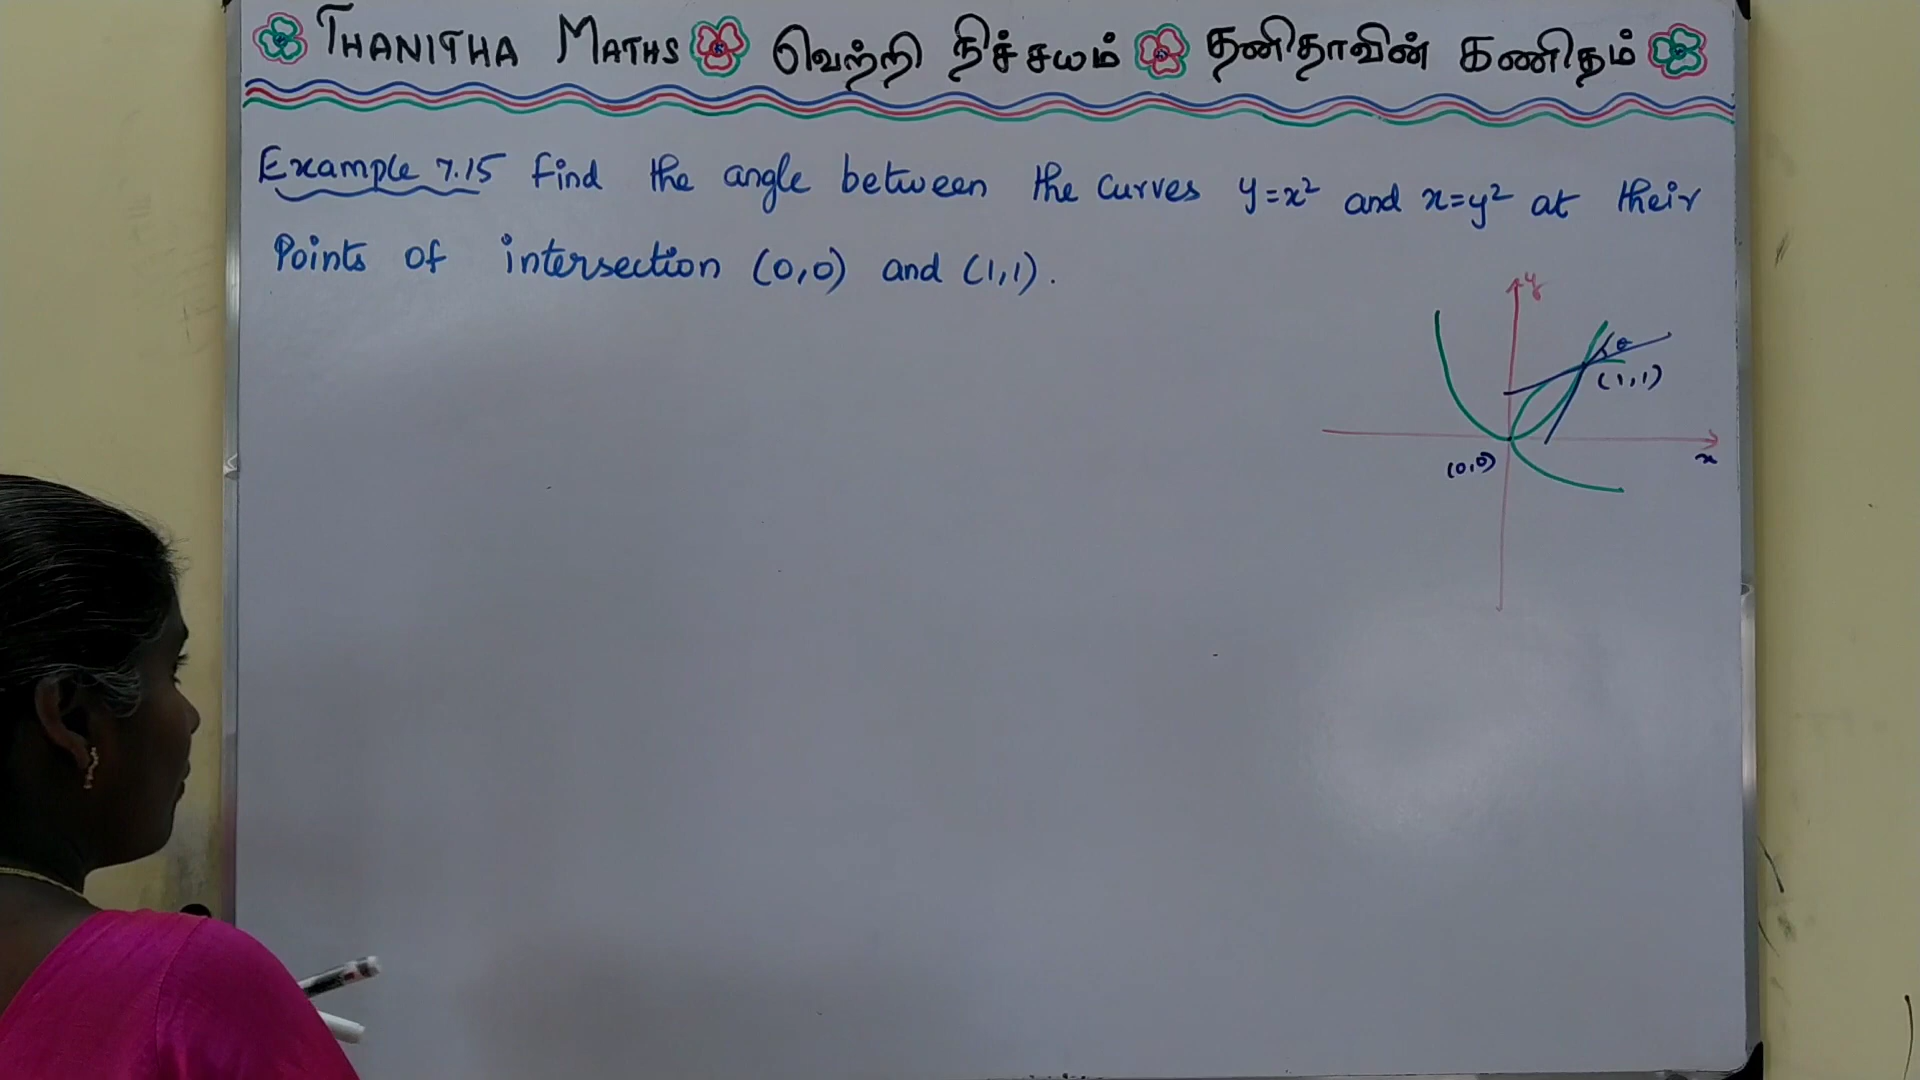 THANITHA MATHS வெற்றி நிச்சயம் தனிதாவின் கணிதம்
Example 7.15 Find the angle between the curves y=x² and x=y² at their
Points of intersection (0,0) and (1,1).
y
θ
(1,1)
(0,0)
x